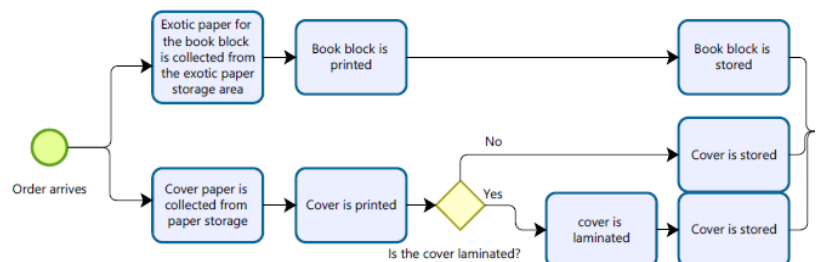 Exotic paper for
the book block
is collected from
the exotic paper
storage area
Book block is
printed
Book block is
stored
Order arrives
No
Cover is stored
Cover paper is
collected from
paper storage
Cover is printed
Yes
Is the cover laminated?
cover is
laminated
Cover is stored